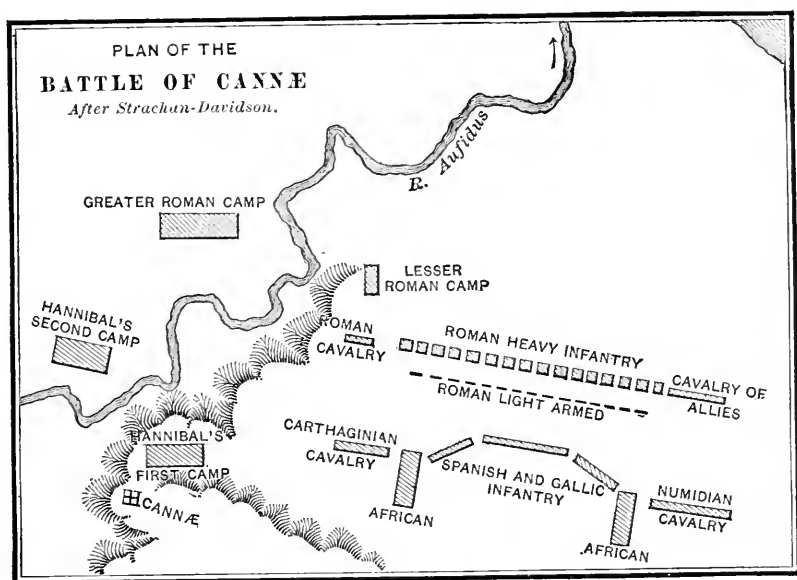 PLAN OF THE
BATTLE OF CANNÆ
After Strachan-Davidson.
R. Aufidus
GREATER ROMAN CAMP
LESSER
ROMAN CAMP
HANNIBAL'S
SECOND CAMP
ROMAN
CAVALRY
ROMAN HEAVY INFANTRY
CAVALRY OF
ALLIES
ROMAN LIGHT ARMED
HANNIBAL'S
FIRST CAMP
CARTHAGINIAN
CAVALRY
SPANISH AND GALLIC
INFANTRY
NUMIDIAN
CAVALRY
CANNÆ
AFRICAN
AFRICAN